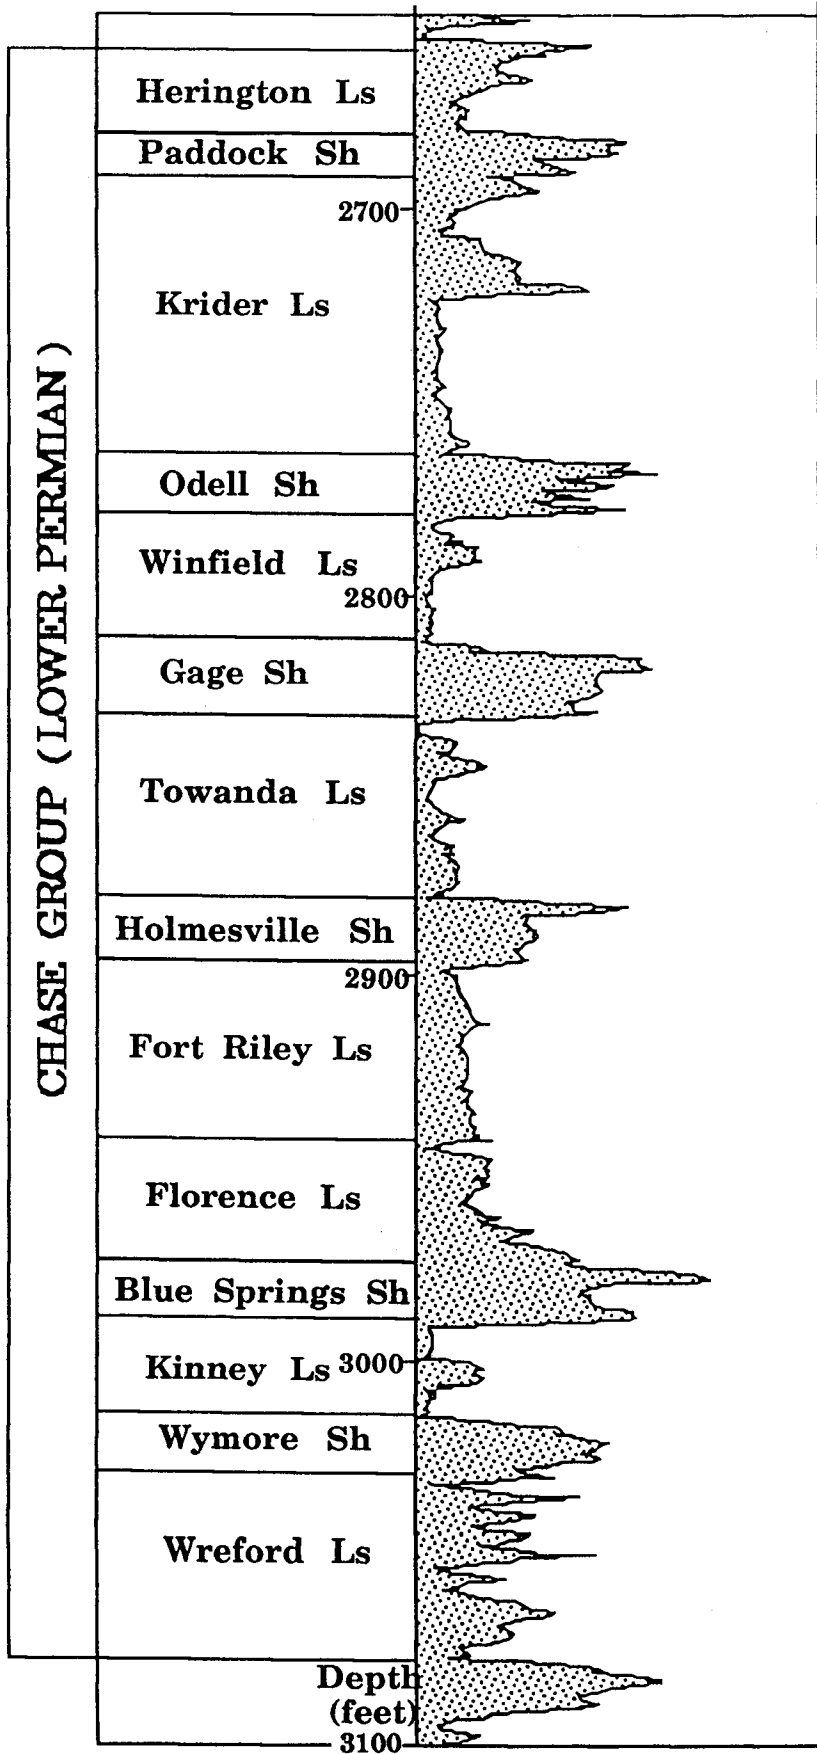 CHASE GROUP (LOWER PERMIAN)
Herington Ls
Paddock Sh
2700
Krider Ls
Odell Sh
Winfield Ls
2800
Gage Sh
Towanda Ls
Holmesville Sh
2900
Fort Riley Ls
Florence Ls
Blue Springs Sh
Kinney Ls 3000
Wymore Sh
Wreford Ls
Depth
(feet)
3100